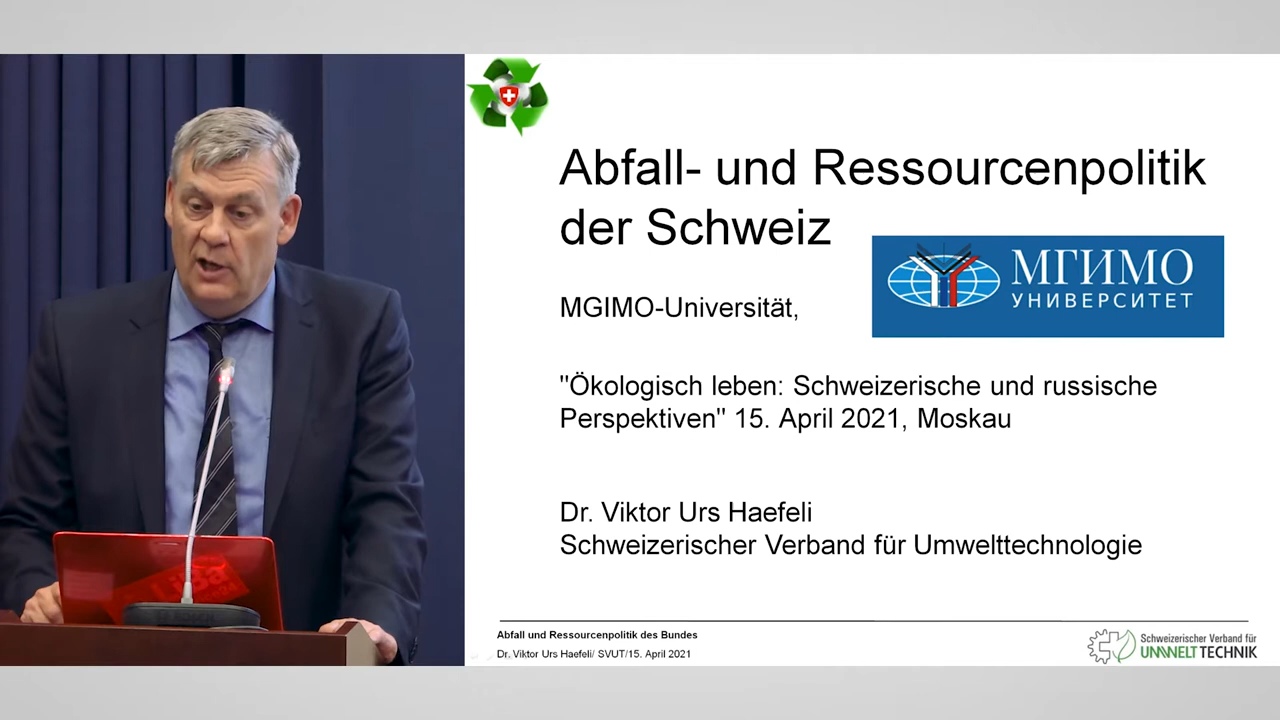 Abfall- und Ressourcenpolitik
der Schweiz
МГИМО
УНИВЕРСИТЕТ
MGIMO-Universität,
"Ökologisch leben: Schweizerische und russische
Perspektiven" 15. April 2021, Moskau
Dr. Viktor Urs Haefeli
Schweizerischer Verband für Umwelttechnologie
Abfall und Ressourcenpolitik des Bundes
Dr. Viktor Urs Haefeli/ SVUT/15. April 2021
Schweizerischer Verband für
UMWELTTECHNIK
BOSCH